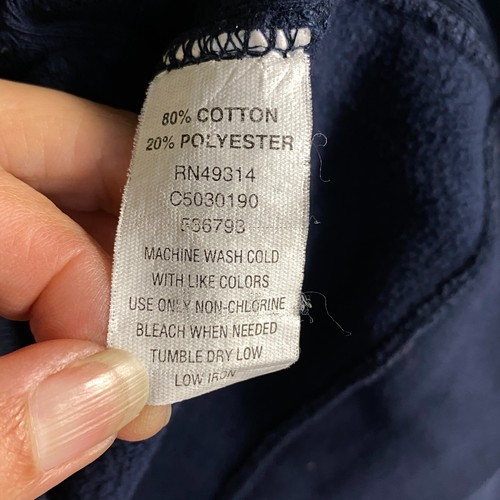 80% COTTON
20% POLYESTER
RN49314
C5030190
536793
MACHINE WASH COLD
WITH LIKE COLORS
USE ONLY NON-CHLORINE
BLEACH WHEN NEEDED
TUMBLE DRY LOW
LOW IRON